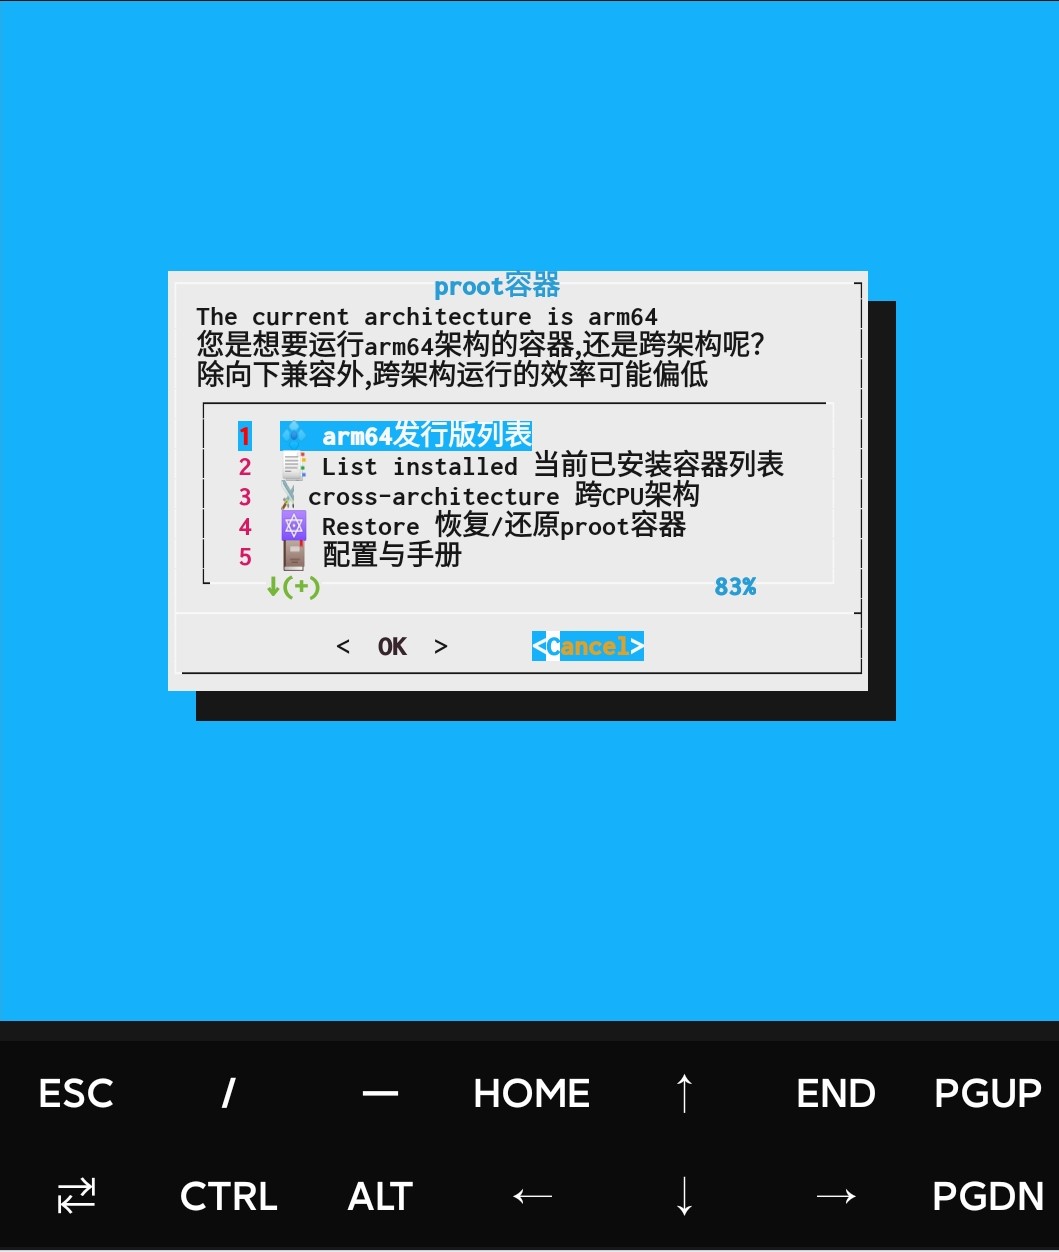 proot容器
The current architecture is arm64
您是想要运行arm64架构的容器,还是跨架构呢?
除向下兼容外,跨架构运行的效率可能偏低
1 arm64发行版列表
2 List installed 当前已安装容器列表
3 cross-architecture 跨CPU架构
4 Restore 恢复/还原proot容器
5 配置与手册
↓(+) 83%
< OK > <Cancel>
ESC / — HOME ↑ END PGUP
⇄ CTRL ALT ← ↓ → PGDN